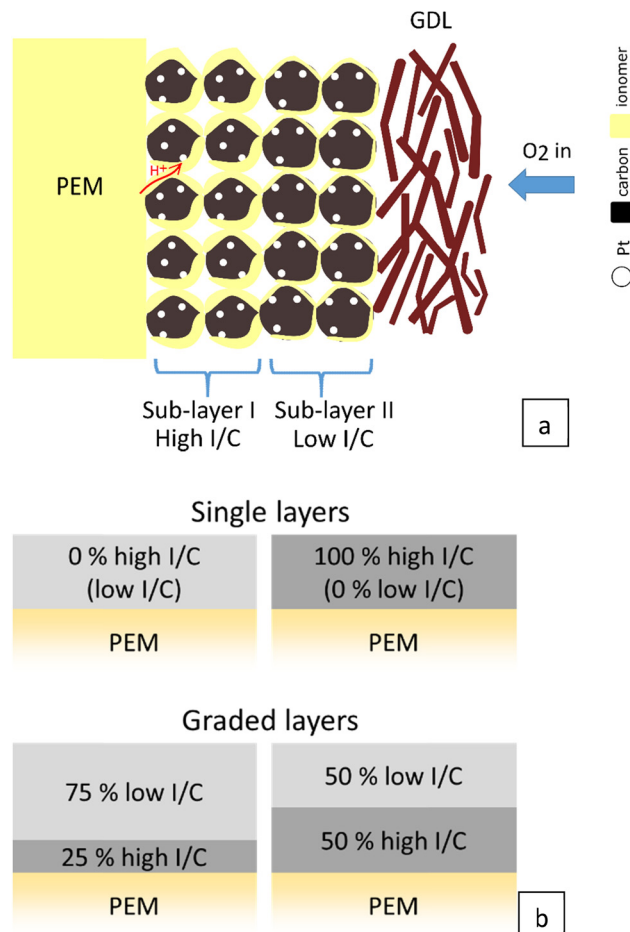 GDL
O2 in
PEM
H+
ionomer
carbon
Pt
Sub-layer I
High I/C
Sub-layer II
Low I/C
a
Single layers
0 % high I/C
(low I/C)
100 % high I/C
(0 % low I/C)
PEM
PEM
Graded layers
75 % low I/C
25 % high I/C
50 % low I/C
50 % high I/C
PEM
PEM
b